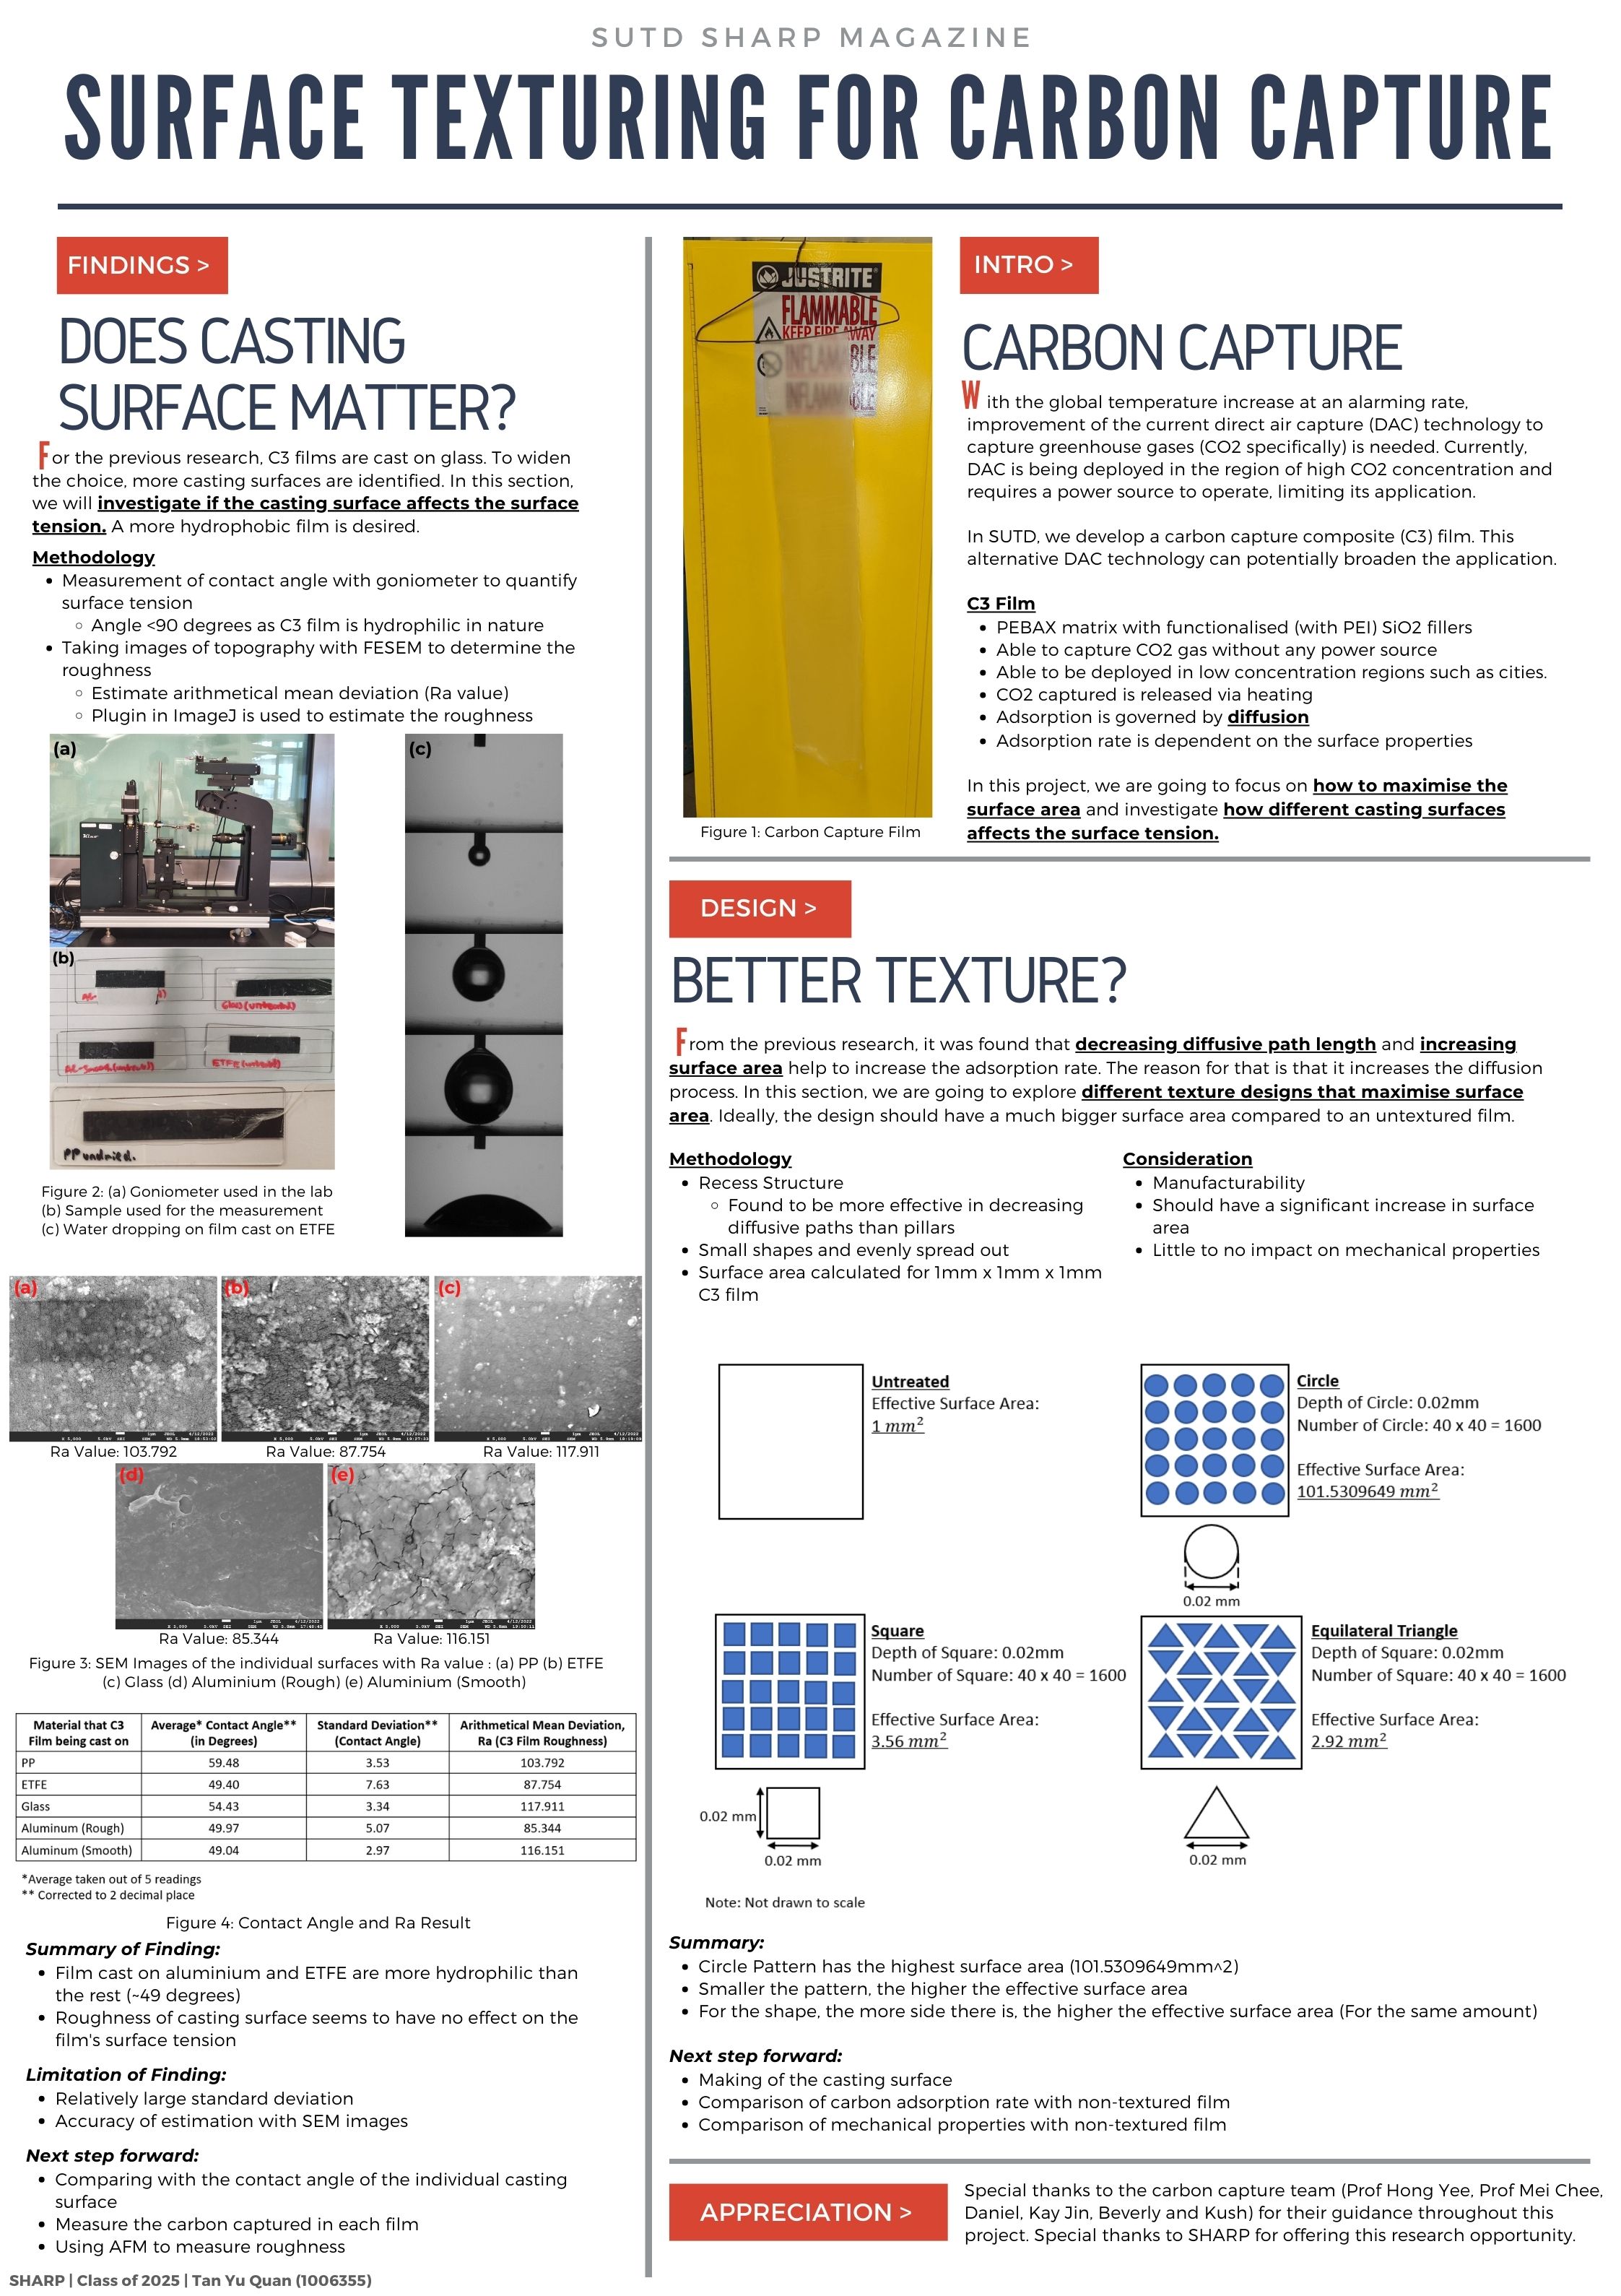 SUTD SHARP MAGAZINE
SURFACE TEXTURING FOR CARBON CAPTURE
FINDINGS >
DOES CASTING
SURFACE MATTER?
For the previous research, C3 films are cast on glass. To widen
the choice, more casting surfaces are identified. In this section,
we will investigate if the casting surface affects the surface
tension. A more hydrophobic film is desired.
Methodology
• Measurement of contact angle with goniometer to quantify
surface tension
◦ Angle <90 degrees as C3 film is hydrophilic in nature
• Taking images of topography with FESEM to determine the
roughness
◦ Estimate arithmetical mean deviation (Ra value)
◦ Plugin in ImageJ is used to estimate the roughness
(a)
(c)
(b)
Air
Glass (untreated)
ETFE (untreated)
PP undried.
Figure 2: (a) Goniometer used in the lab
(b) Sample used for the measurement
(c) Water dropping on film cast on ETFE
(a)
(b)
(c)
Ra Value: 103.792
Ra Value: 87.754
Ra Value: 117.911
(d)
(e)
Ra Value: 85.344
Ra Value: 116.151
Figure 3: SEM Images of the individual surfaces with Ra value : (a) PP (b) ETFE
(c) Glass (d) Aluminium (Rough) (e) Aluminium (Smooth)
Material that C3 Film being cast on | Average* Contact Angle** (in Degrees) | Standard Deviation** (Contact Angle) | Arithmetical Mean Deviation, Ra (C3 Film Roughness)
PP 59.48 3.53 103.792
ETFE 49.40 7.63 87.754
Glass 54.43 3.34 117.911
Aluminum (Rough) 49.97 5.07 85.344
Aluminum (Smooth) 49.04 2.97 116.151
*Average taken out of 5 readings
** Corrected to 2 decimal place
Figure 4: Contact Angle and Ra Result
Summary of Finding:
• Film cast on aluminium and ETFE are more hydrophilic than
the rest (~49 degrees)
• Roughness of casting surface seems to have no effect on the
film's surface tension
Limitation of Finding:
• Relatively large standard deviation
• Accuracy of estimation with SEM images
Next step forward:
• Comparing with the contact angle of the individual casting
surface
• Measure the carbon captured in each film
• Using AFM to measure roughness
SHARP | Class of 2025 | Tan Yu Quan (1006355)
JUSTRITE
FLAMMABLE
KEEP FIRE AWAY
Figure 1: Carbon Capture Film
INTRO >
CARBON CAPTURE
With the global temperature increase at an alarming rate,
improvement of the current direct air capture (DAC) technology to
capture greenhouse gases (CO2 specifically) is needed. Currently,
DAC is being deployed in the region of high CO2 concentration and
requires a power source to operate, limiting its application.
In SUTD, we develop a carbon capture composite (C3) film. This
alternative DAC technology can potentially broaden the application.
C3 Film
• PEBAX matrix with functionalised (with PEI) SiO2 fillers
• Able to capture CO2 gas without any power source
• Able to be deployed in low concentration regions such as cities.
• CO2 captured is released via heating
• Adsorption is governed by diffusion
• Adsorption rate is dependent on the surface properties
In this project, we are going to focus on how to maximise the
surface area and investigate how different casting surfaces
affects the surface tension.
DESIGN >
BETTER TEXTURE?
From the previous research, it was found that decreasing diffusive path length and increasing
surface area help to increase the adsorption rate. The reason for that is that it increases the diffusion
process. In this section, we are going to explore different texture designs that maximise surface
area. Ideally, the design should have a much bigger surface area compared to an untextured film.
Methodology
• Recess Structure
◦ Found to be more effective in decreasing
diffusive paths than pillars
• Small shapes and evenly spread out
• Surface area calculated for 1mm x 1mm x 1mm
C3 film
Consideration
• Manufacturability
• Should have a significant increase in surface
area
• Little to no impact on mechanical properties
Untreated
Effective Surface Area:
1 mm²
Circle
Depth of Circle: 0.02mm
Number of Circle: 40 x 40 = 1600
Effective Surface Area:
101.5309649 mm²
0.02 mm
Square
Depth of Square: 0.02mm
Number of Square: 40 x 40 = 1600
Effective Surface Area:
3.56 mm²
0.02 mm
0.02 mm
Equilateral Triangle
Depth of Square: 0.02mm
Number of Square: 40 x 40 = 1600
Effective Surface Area:
2.92 mm²
0.02 mm
Note: Not drawn to scale
Summary:
• Circle Pattern has the highest surface area (101.5309649mm^2)
• Smaller the pattern, the higher the effective surface area
• For the shape, the more side there is, the higher the effective surface area (For the same amount)
Next step forward:
• Making of the casting surface
• Comparison of carbon adsorption rate with non-textured film
• Comparison of mechanical properties with non-textured film
APPRECIATION >
Special thanks to the carbon capture team (Prof Hong Yee, Prof Mei Chee,
Daniel, Kay Jin, Beverly and Kush) for their guidance throughout this
project. Special thanks to SHARP for offering this research opportunity.